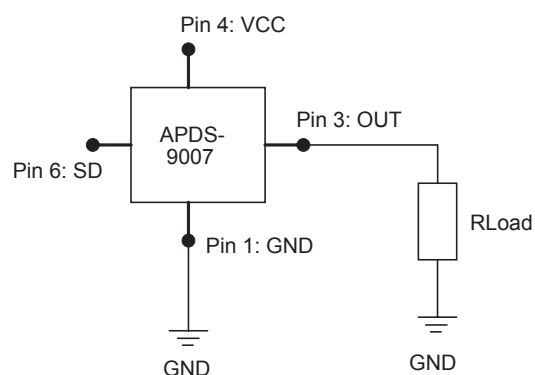 Pin 4: VCC
APDS-
9007
Pin 3: OUT
Pin 6: SD
RLoad
Pin 1: GND
GND
GND